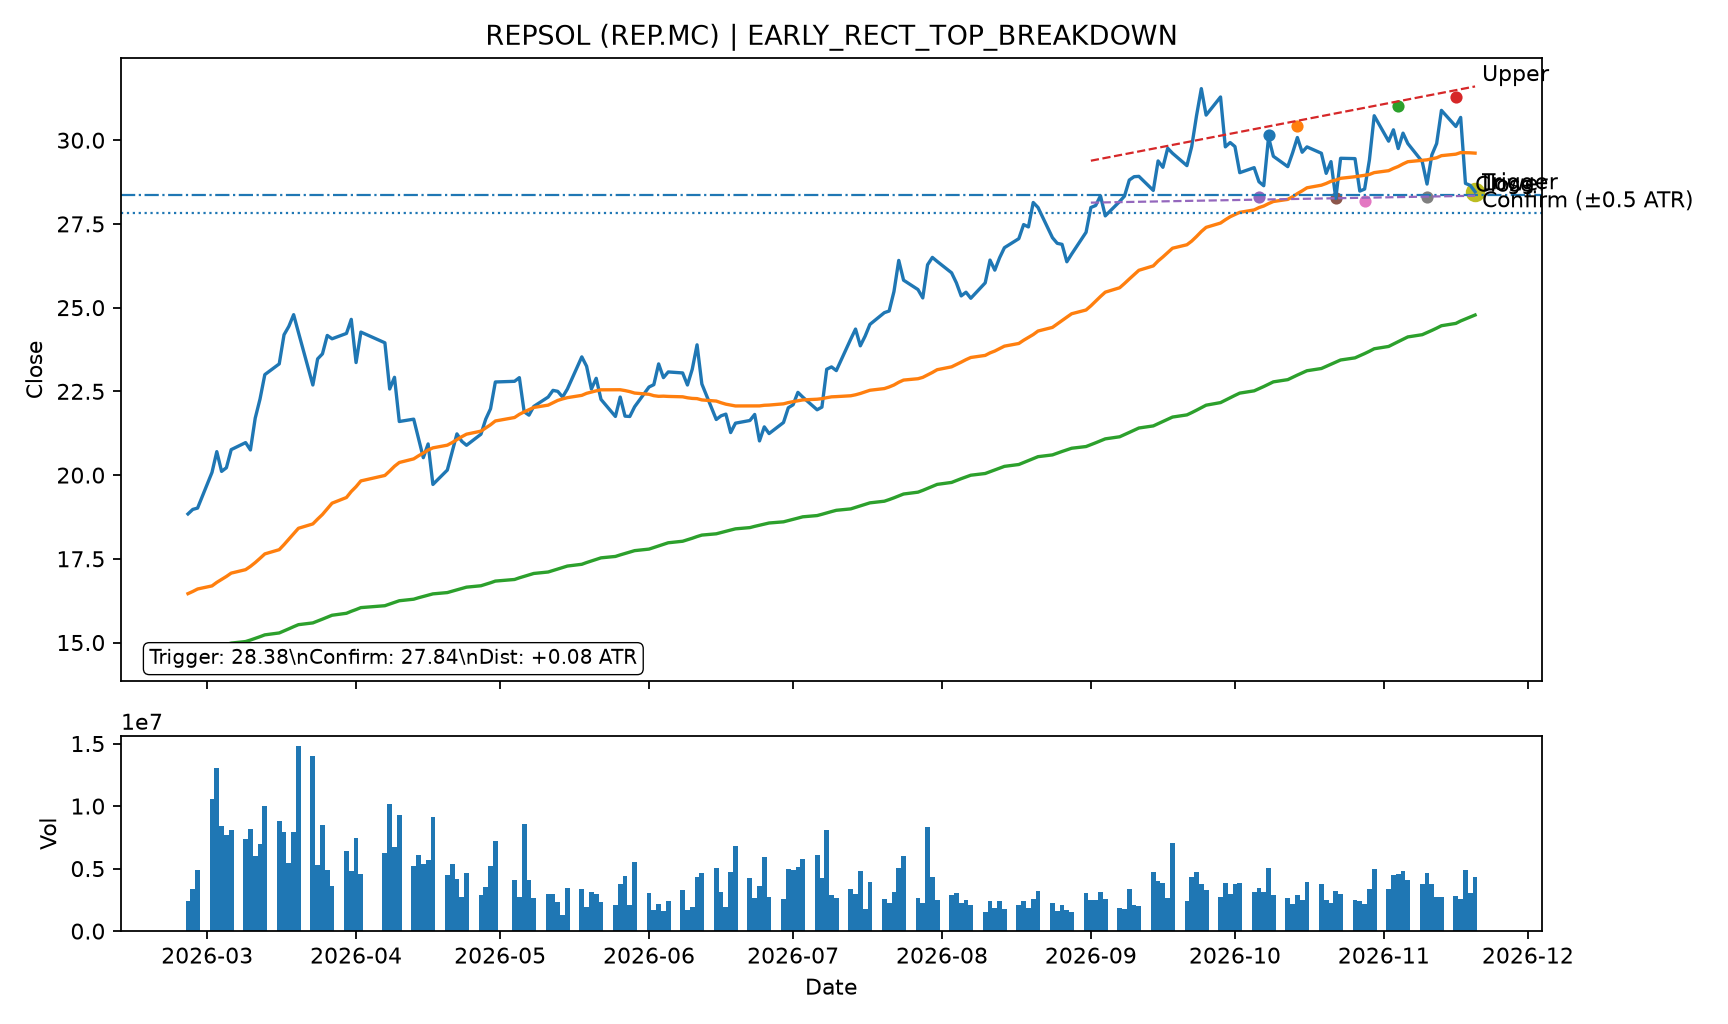 REPSOL (REP.MC) | EARLY_RECT_TOP_BREAKDOWN
Upper
Trigger
Close
Confirm (±0.5 ATR)
Close
30.0
27.5
25.0
22.5
20.0
17.5
15.0
Trigger: 28.38\nConfirm: 27.84\nDist: +0.08 ATR
1e7
Vol
1.5
1.0
0.5
0.0
2026-03
2026-04
2026-05
2026-06
2026-07
2026-08
2026-09
2026-10
2026-11
2026-12
Date